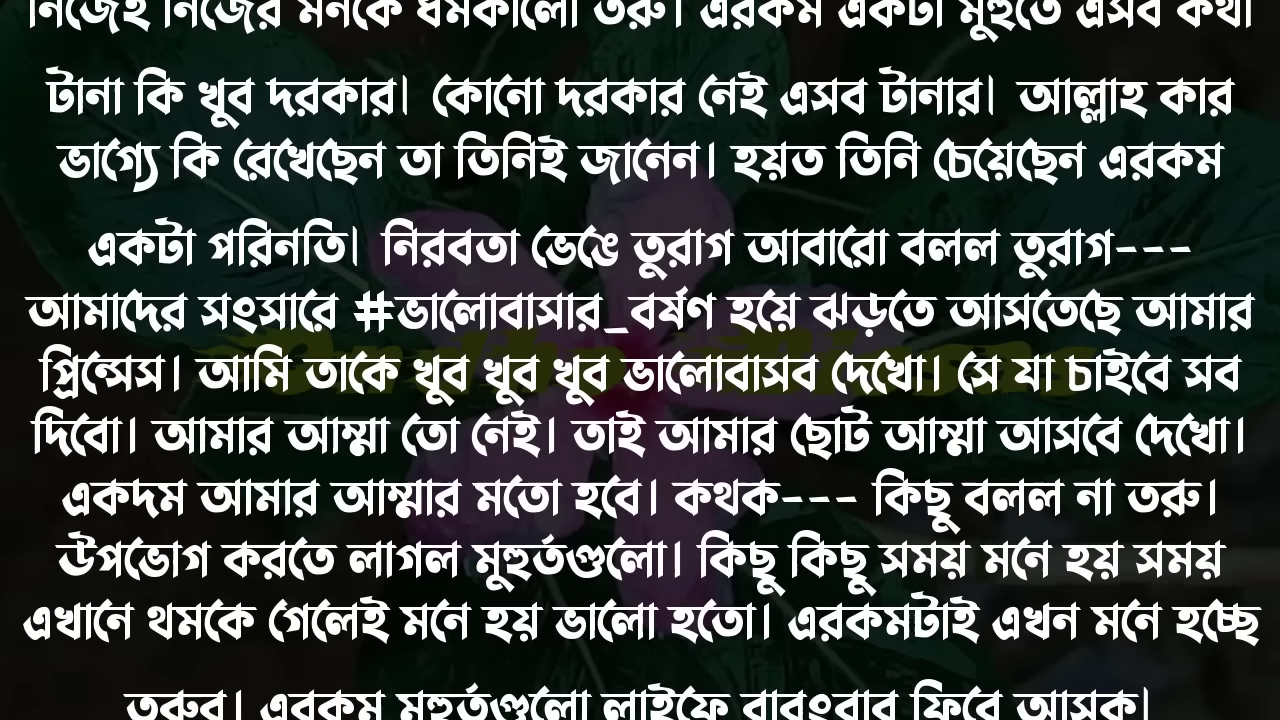 নিজেই নিজের মনকে ধমকালো তরু। এরকম একটা মুহুর্তে এসব কথা
টানা কি খুব দরকার। কোনো দরকার নেই এসব টানার। আল্লাহ কার
ভাগ্যে কি রেখেছেন তা তিনিই জানেন। হয়ত তিনি চেয়েছেন এরকম
একটা পরিনতি। নিরবতা ভেঙে তুরাগ আবারো বলল তুরাগ---
আমাদের সংসারে #ভালোবাসার_বর্ষণ হয়ে ঝড়তে আসতেছে আমার
প্রিন্সেস। আমি তাকে খুব খুব খুব ভালোবাসব দেখো। সে যা চাইবে সব
দিবো। আমার আম্মা তো নেই। তাই আমার ছোট আম্মা আসবে দেখো।
একদম আমার আম্মার মতো হবে। কথক--- কিছু বলল না তরু।
উপভোগ করতে লাগল মুহুর্তগুলো। কিছু কিছু সময় মনে হয় সময়
এখানে থমকে গেলেই মনে হয় ভালো হতো। এরকমটাই এখন মনে হচ্ছে
তরুর। এরকম মুহুর্তগুলো লাইফে বারংবার ফিরে আসুক।